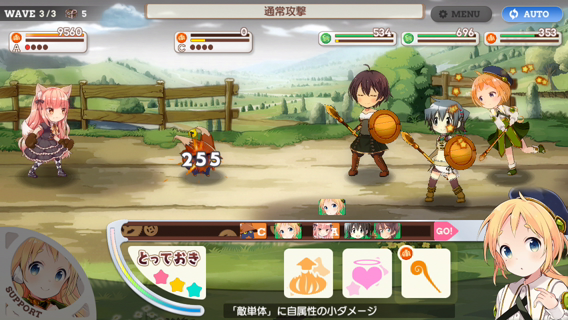 WAVE 3/3 5
通常攻撃
MENU
AUTO
9560
A
0
C
534
696
353
255
C
GO!
とっておき
SUPPORT
「敵単体」に自属性の小ダメージ